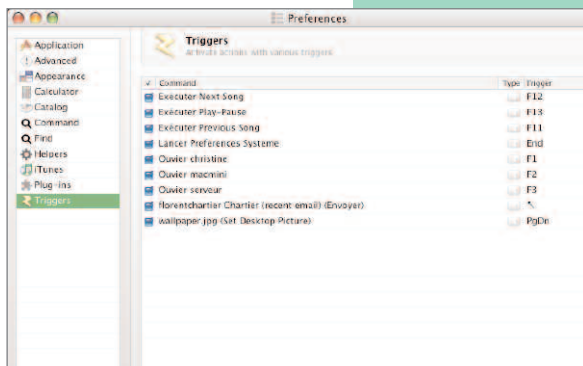 Preferences
Application
Advanced
Appearance
Calculator
Catalog
Command
Find
Helpers
iTunes
Plug-ins
Triggers
Triggers
Activate actions with various triggers
✓ Command Type Trigger
Exécuter Next Song F12
Exécuter Play-Pause F13
Exécuter Previous Song F11
Lancer Préférences Système End
Ouvier christine F1
Ouvier macmini F2
Ouvier serveur F3
florentchartier Chartier (recent email) (Envoyer) ↖
wallpaper.jpg (Set Desktop Picture) PgDn